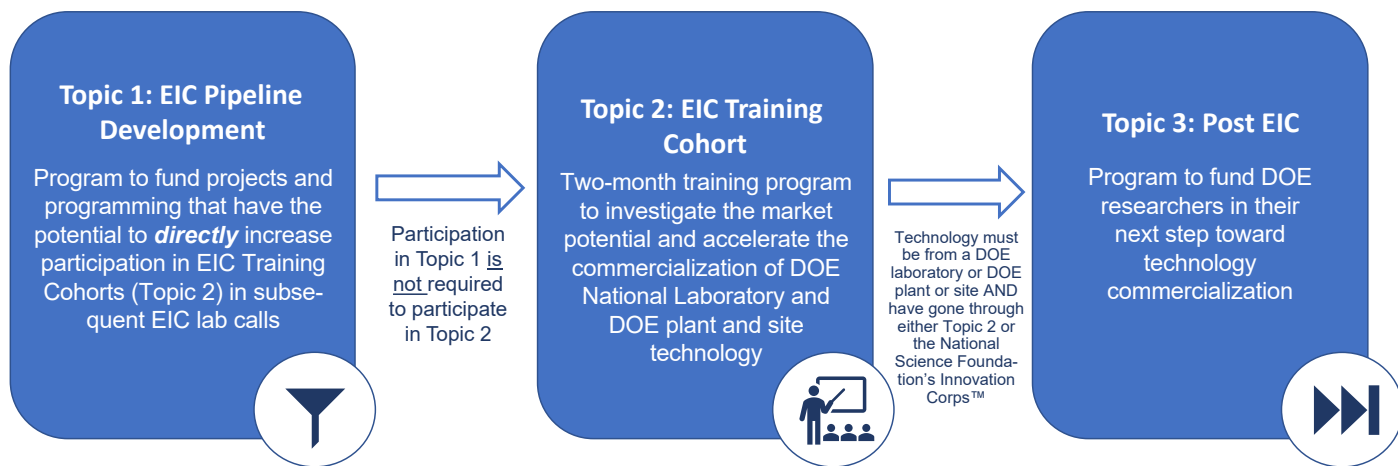 Topic 1: EIC Pipeline
Development
Program to fund projects and
programming that have the
potential to directly increase
participation in EIC Training
Cohorts (Topic 2) in subse-
quent EIC lab calls
Participation
in Topic 1 is
not required
to participate
in Topic 2
Topic 2: EIC Training
Cohort
Two-month training program
to investigate the market
potential and accelerate the
commercialization of DOE
National Laboratory and
DOE plant and site
technology
Technology must
be from a DOE
laboratory or DOE
plant or site AND
have gone through
either Topic 2 or
the National
Science Founda-
tion’s Innovation
Corps™
Topic 3: Post EIC
Program to fund DOE
researchers in their
next step toward
technology
commercialization